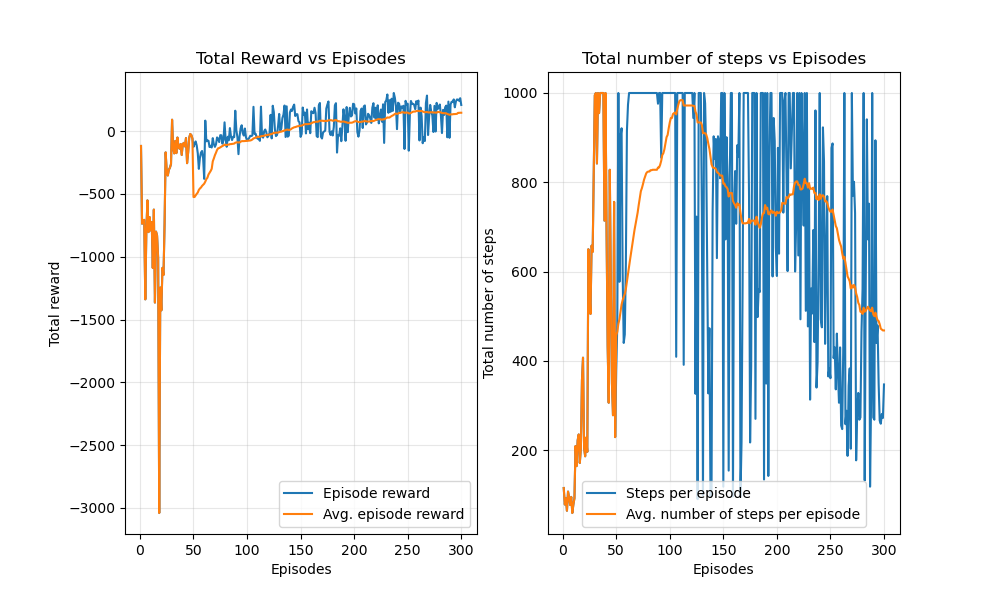 Total Reward vs Episodes
Total reward
0
−500
−1000
−1500
−2000
−2500
−3000
0
50
100
150
200
250
300
Episodes
Episode reward
Avg. episode reward
Total number of steps vs Episodes
Total number of steps
1000
800
600
400
200
0
50
100
150
200
250
300
Episodes
Steps per episode
Avg. number of steps per episode